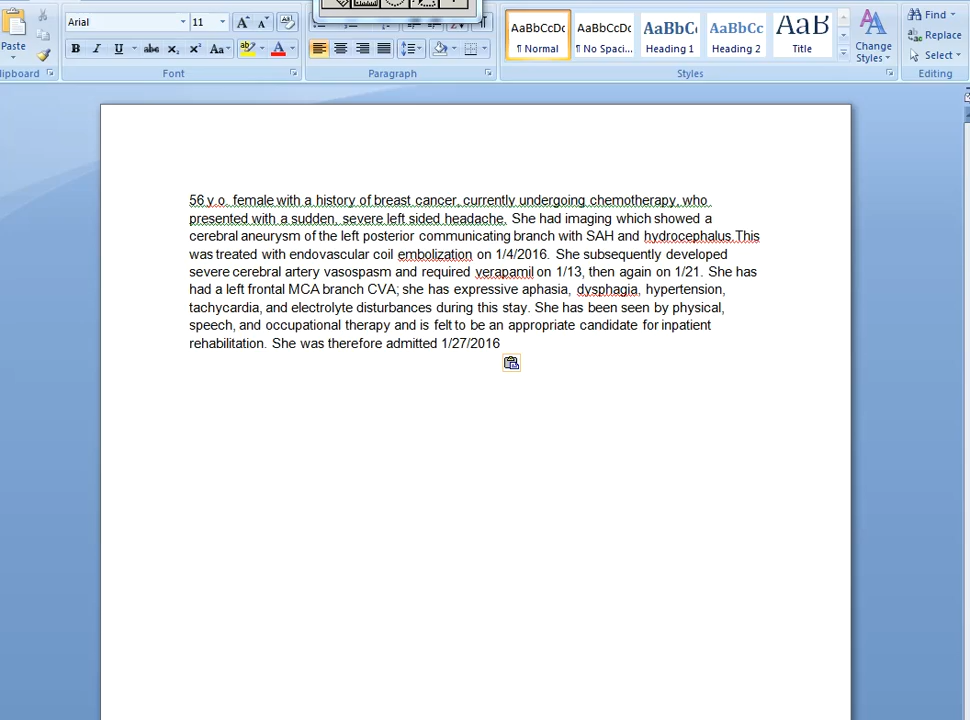 Arial 11 Find
Paste Replace
B I U abc x₂ x² Aa ab A AaBbCcDc AaBbCcDc AaBbCc AaBbCc AaB Change Styles Select
¶ Normal ¶ No Spaci... Heading 1 Heading 2 Title
lipboard Font Paragraph Styles Editing
56 y.o. female with a history of breast cancer, currently undergoing chemotherapy, who
presented with a sudden, severe left sided headache. She had imaging which showed a
cerebral aneurysm of the left posterior communicating branch with SAH and hydrocephalus.This
was treated with endovascular coil embolization on 1/4/2016. She subsequently developed
severe cerebral artery vasospasm and required verapamil on 1/13, then again on 1/21. She has
had a left frontal MCA branch CVA; she has expressive aphasia, dysphagia, hypertension,
tachycardia, and electrolyte disturbances during this stay. She has been seen by physical,
speech, and occupational therapy and is felt to be an appropriate candidate for inpatient
rehabilitation. She was therefore admitted 1/27/2016